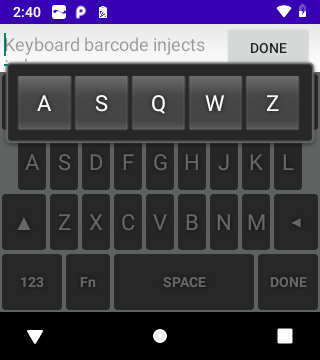 2:40
Keyboard barcode injects
DONE
A S Q W Z
A S D F G H J K L
Z X C V B N M
123 Fn SPACE DONE